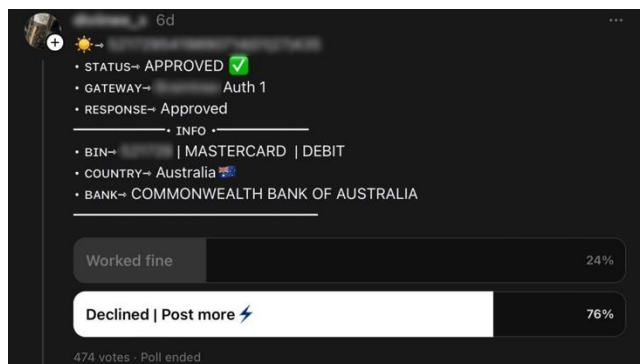 6d
• STATUS⇾ APPROVED ✅
• GATEWAY⇾ Auth 1
• RESPONSE⇾ Approved
• INFO •
• BIN⇾ | MASTERCARD | DEBIT
• COUNTRY⇾ Australia🇦🇺
• BANK⇾ COMMONWEALTH BANK OF AUSTRALIA
Worked fine 24%
Declined | Post more⚡ 76%
474 votes · Poll ended